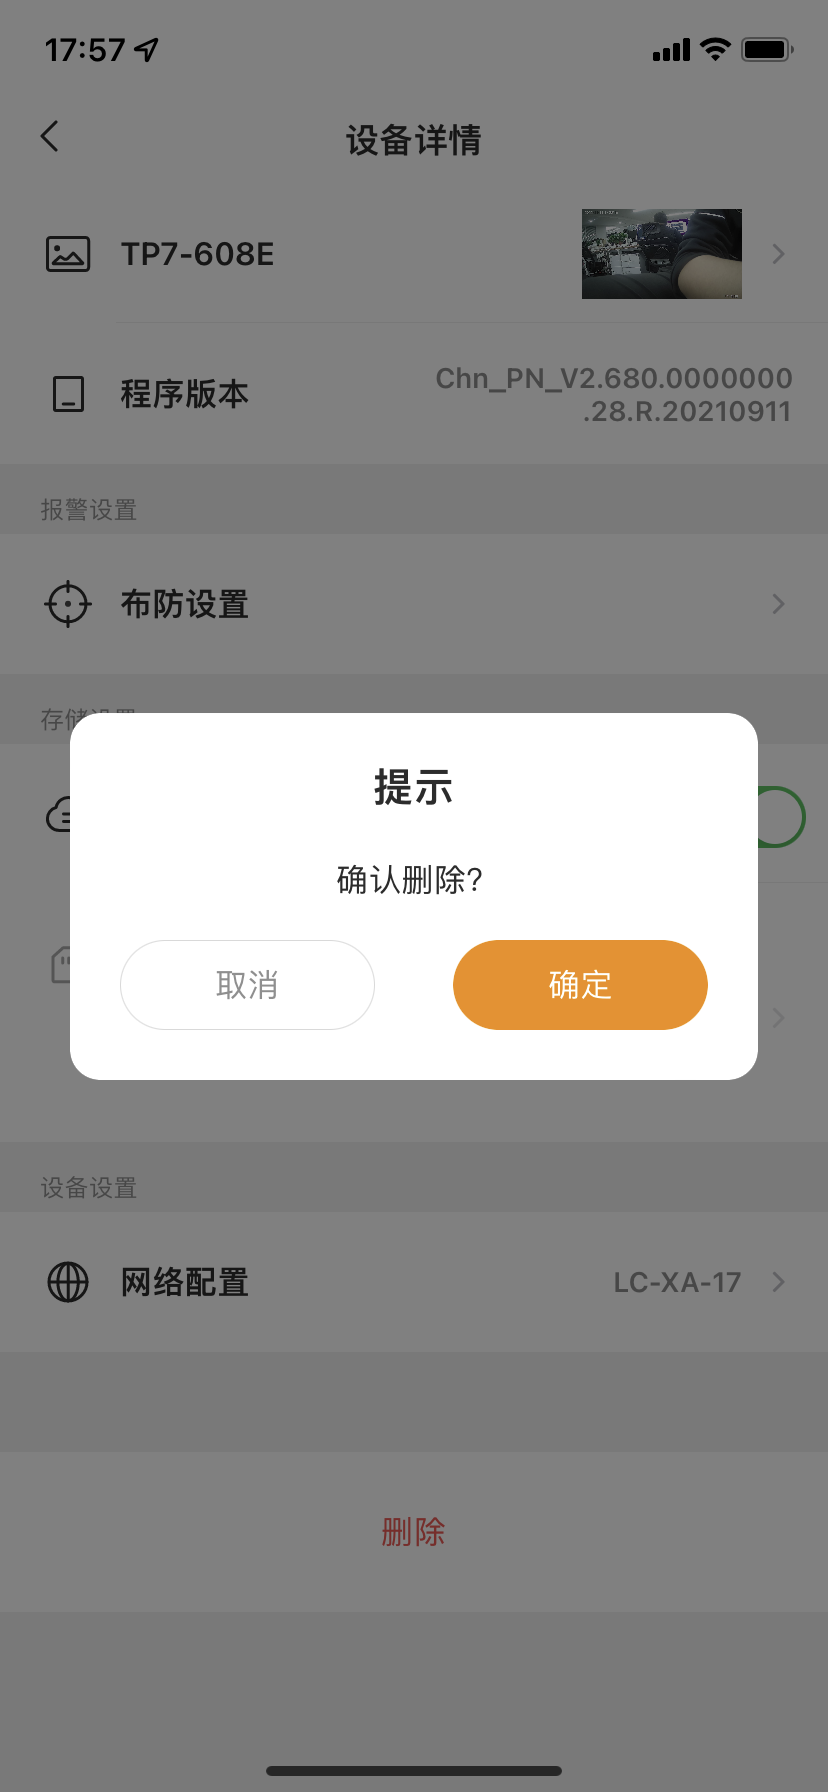 17:57
设备详情
TP7-608E
程序版本
Chn_PN_V2.680.0000000
.28.R.20210911
报警设置
布防设置
提示
确认删除?
取消
确定
设备设置
网络配置
LC-XA-17
删除